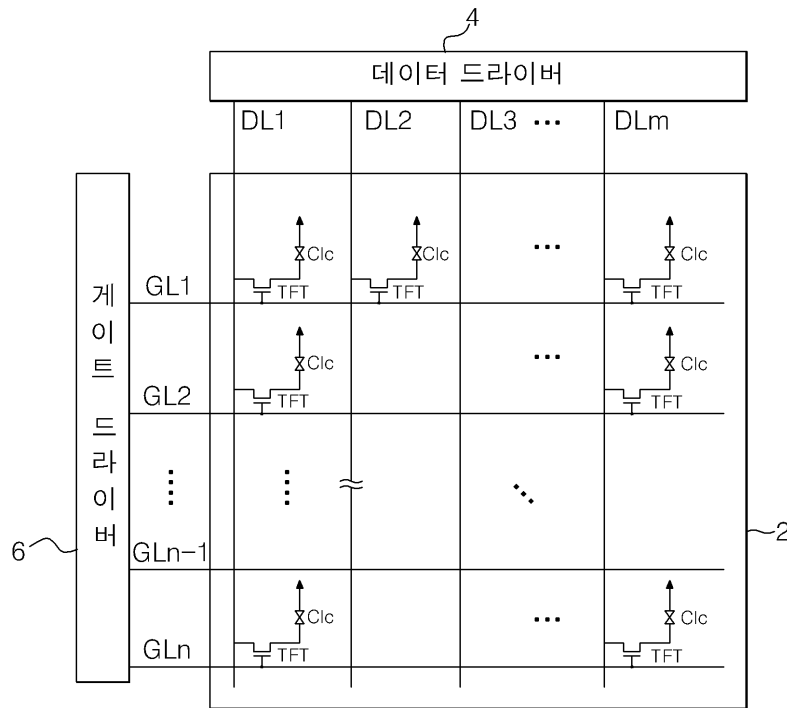 4
데이터 드라이버
DL1 DL2 DL3 ••• DLm
Clc Clc ••• Clc
GL1 TFT TFT TFT
Clc ••• Clc
GL2 TFT TFT
게이트 드라이버
6
2
GLn-1
Clc ••• Clc
GLn TFT TFT